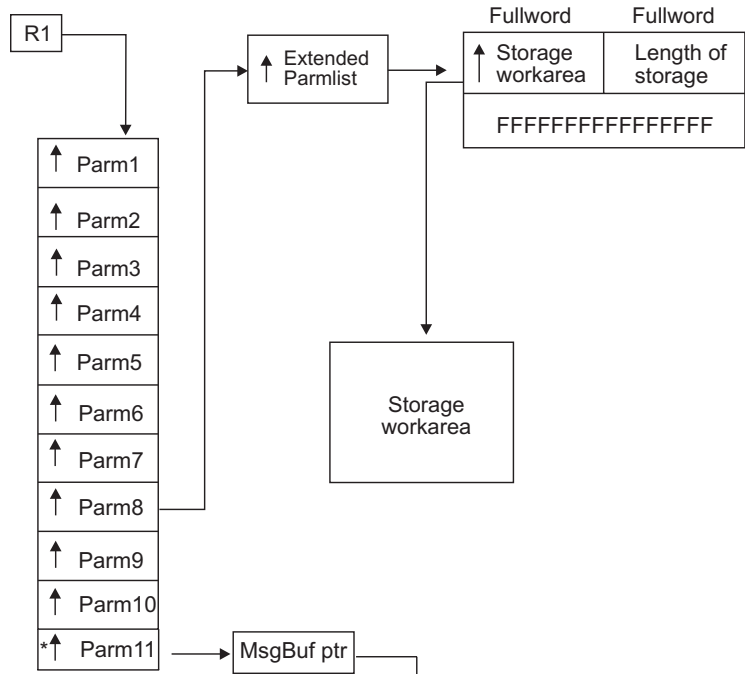 Fullword Fullword
R1
Extended
Parmlist
Storage
workarea
Length of
storage
FFFFFFFFFFFFFFFF
Parm1
Parm2
Parm3
Parm4
Parm5
Parm6
Parm7
Parm8
Parm9
Parm10
* Parm11
Storage
workarea
MsgBuf ptr